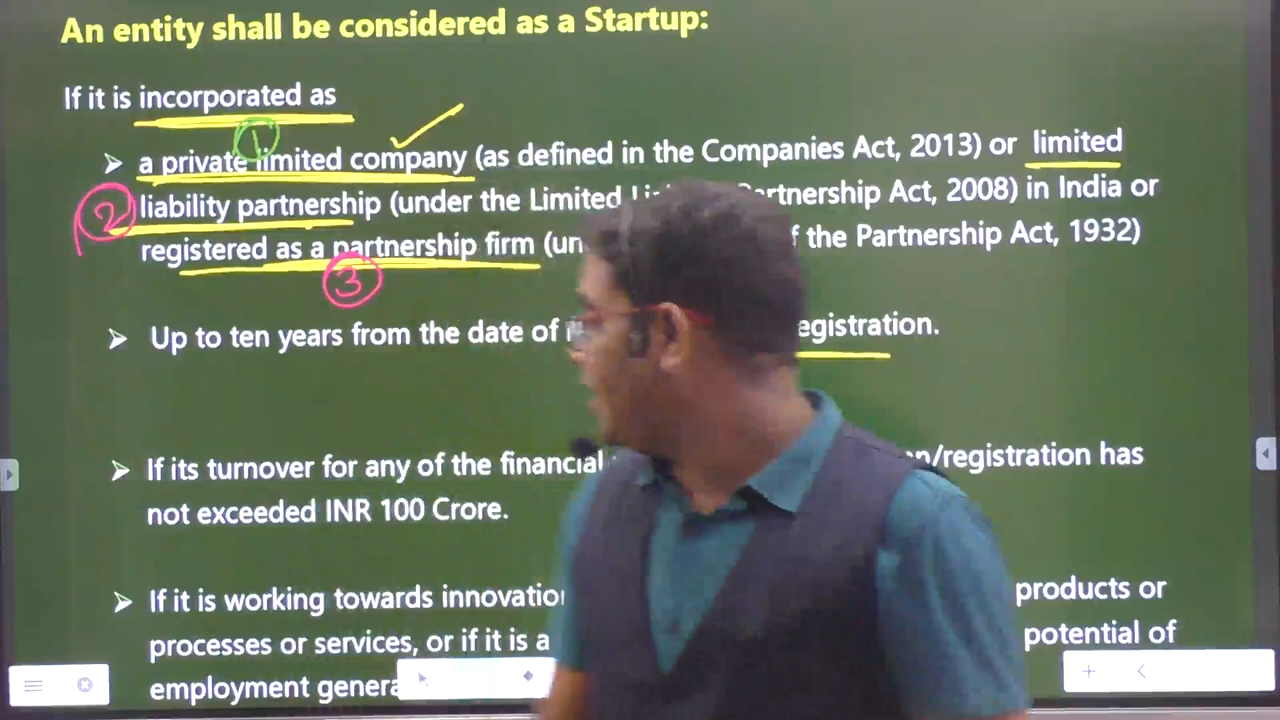 An entity shall be considered as a Startup:
If it is incorporated as
1
➤ a private limited company (as defined in the Companies Act, 2013) or limited
2 liability partnership (under the Limited Partnership Act, 2008) in India or
registered as a partnership firm ( the Partnership Act, 1932)
3
➤ Up to ten years from the date of egistration.
➤ If its turnover for any of the financial /registration has
not exceeded INR 100 Crore.
➤ If it is working towards innovatio products or
processes or services, or if it is a potential of
employment genera